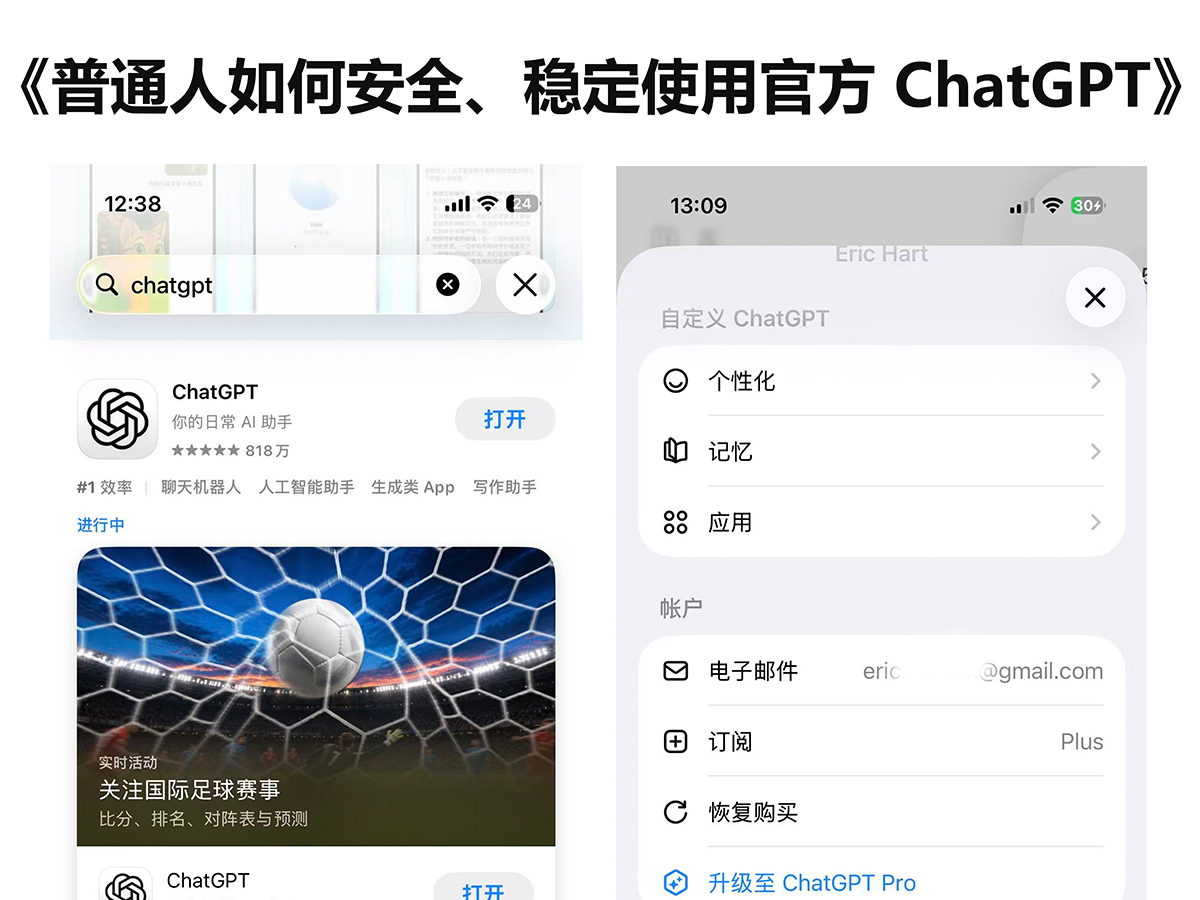 《普通人如何安全、稳定使用官方 ChatGPT》
12:38
24
chatgpt
ChatGPT
你的日常 AI 助手
★★★★★ 818万
打开
#1 效率 | 聊天机器人 人工智能助手 生成类 App 写作助手
进行中
实时活动
关注国际足球赛事
比分、排名、对阵表与预测
ChatGPT
打开
13:09
30
Eric Hart
自定义 ChatGPT
个性化
记忆
应用
帐户
电子邮件 eric @gmail.com
订阅 Plus
恢复购买
升级至 ChatGPT Pro